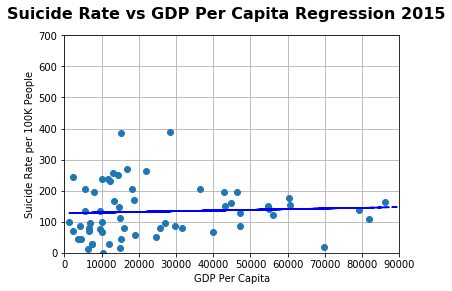 Suicide Rate vs GDP Per Capita Regression 2015
700
600
500
400
300
200
100
0
Suicide Rate per 100K People
0 10000 20000 30000 40000 50000 60000 70000 80000 90000
GDP Per Capita